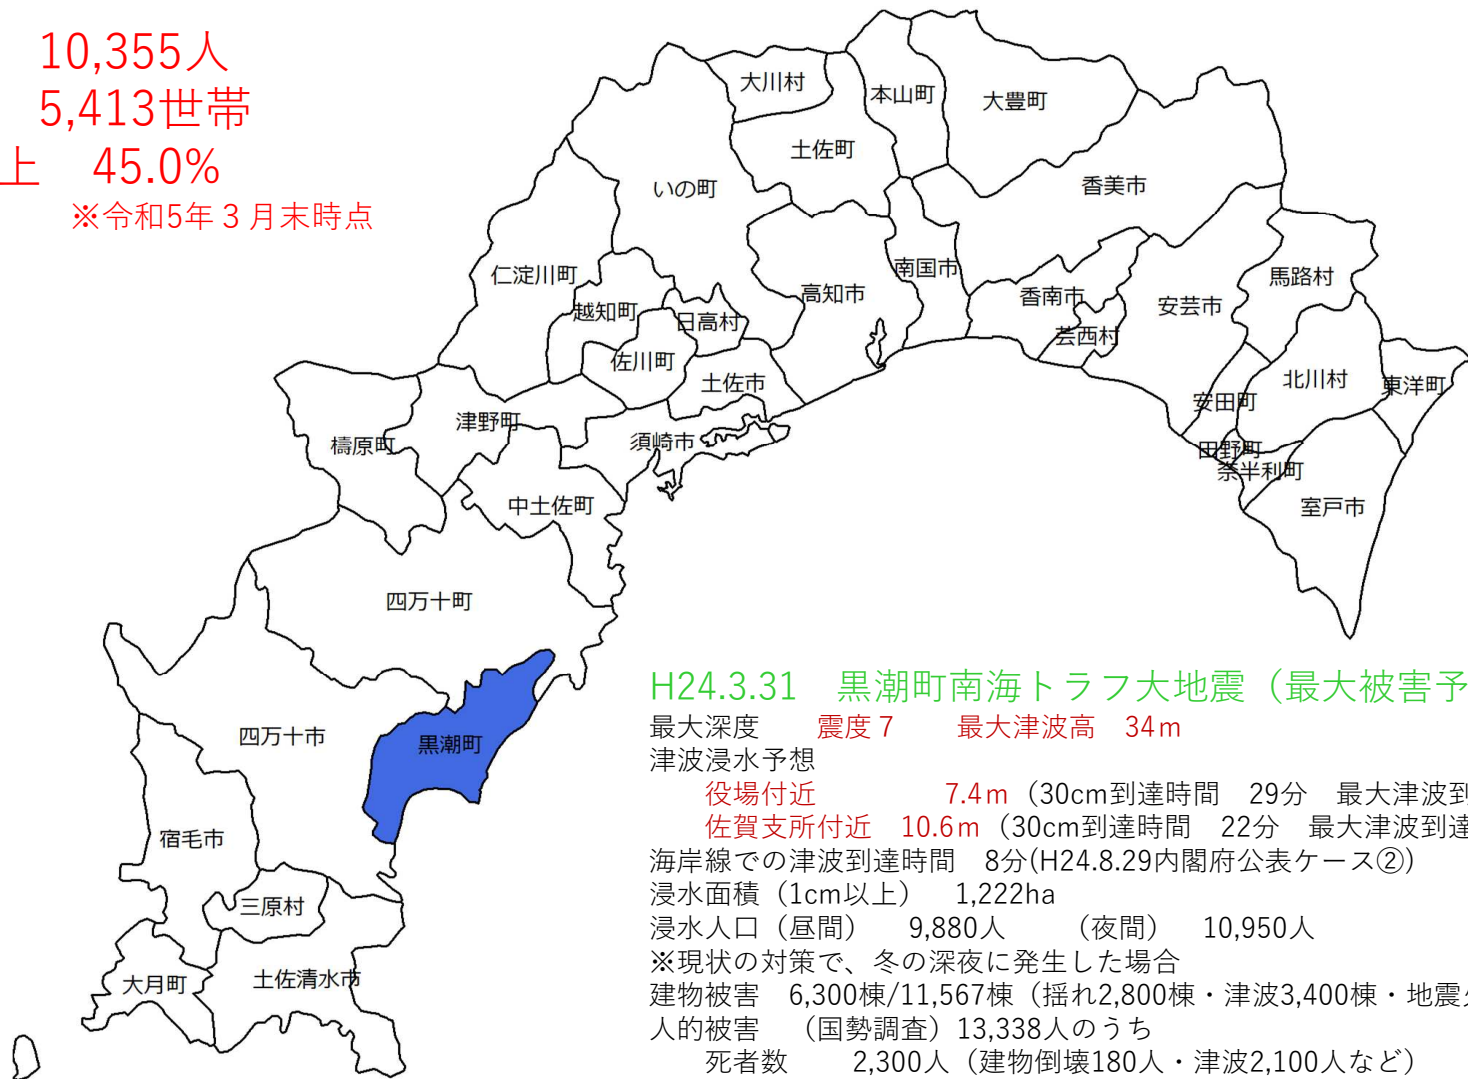 10,355人
5,413世帯
上　45.0%
※令和5年３月末時点
大川村
本山町
大豊町
土佐町
いの町
香美市
仁淀川町
南国市
馬路村
高知市
香南市
安芸市
越知町
日高村
芸西村
佐川町
土佐市
北川村
東洋町
安田町
津野町
檮原町
須崎市
田野町
奈半利町
中土佐町
室戸市
四万十町
四万十市
黒潮町
宿毛市
三原村
大月町
土佐清水市
H24.3.31　黒潮町南海トラフ大地震（最大被害予
最大深度　　震度７　　最大津波高　34ｍ
津波浸水予想
役場付近　　　　7.4ｍ（30cm到達時間　29分　最大津波到
佐賀支所付近　10.6ｍ（30cm到達時間　22分　最大津波到達
海岸線での津波到達時間　8分(H24.8.29内閣府公表ケース②)
浸水面積（1cm以上）　1,222ha
浸水人口（昼間）　9,880人　　（夜間）　10,950人
※現状の対策で、冬の深夜に発生した場合
建物被害　6,300棟/11,567棟（揺れ2,800棟・津波3,400棟・地震火
人的被害　（国勢調査）13,338人のうち
死者数　　2,300人（建物倒壊180人・津波2,100人など）